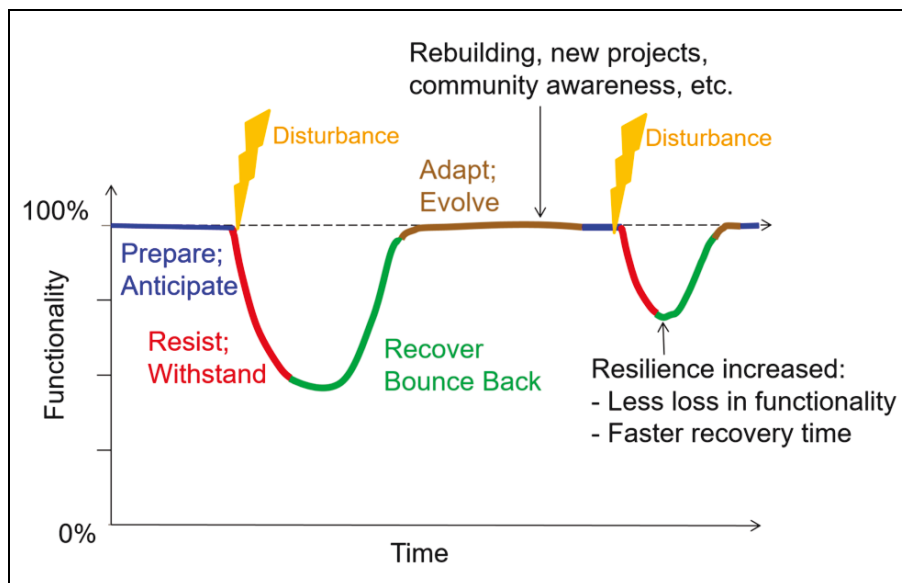 Rebuilding, new projects,
community awareness, etc.
Disturbance
Disturbance
Adapt;
Evolve
100%
Prepare;
Anticipate
Resist;
Withstand
Recover
Bounce Back
Resilience increased:
- Less loss in functionality
- Faster recovery time
Functionality
0%
Time